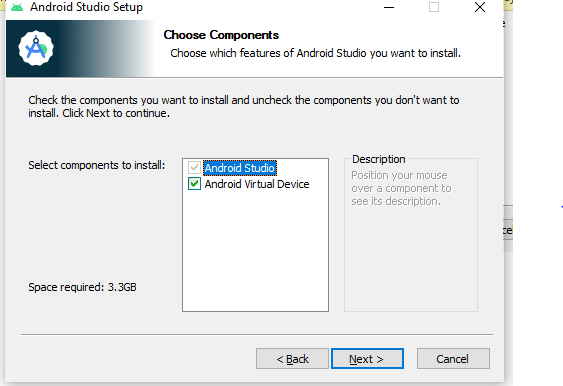 Android Studio Setup
Choose Components
Choose which features of Android Studio you want to install.
Check the components you want to install and uncheck the components you don't want to
install. Click Next to continue.
Select components to install:
Android Studio
Android Virtual Device
Description
Position your mouse
over a component to
see its description.
Space required: 3.3GB
< Back
Next >
Cancel